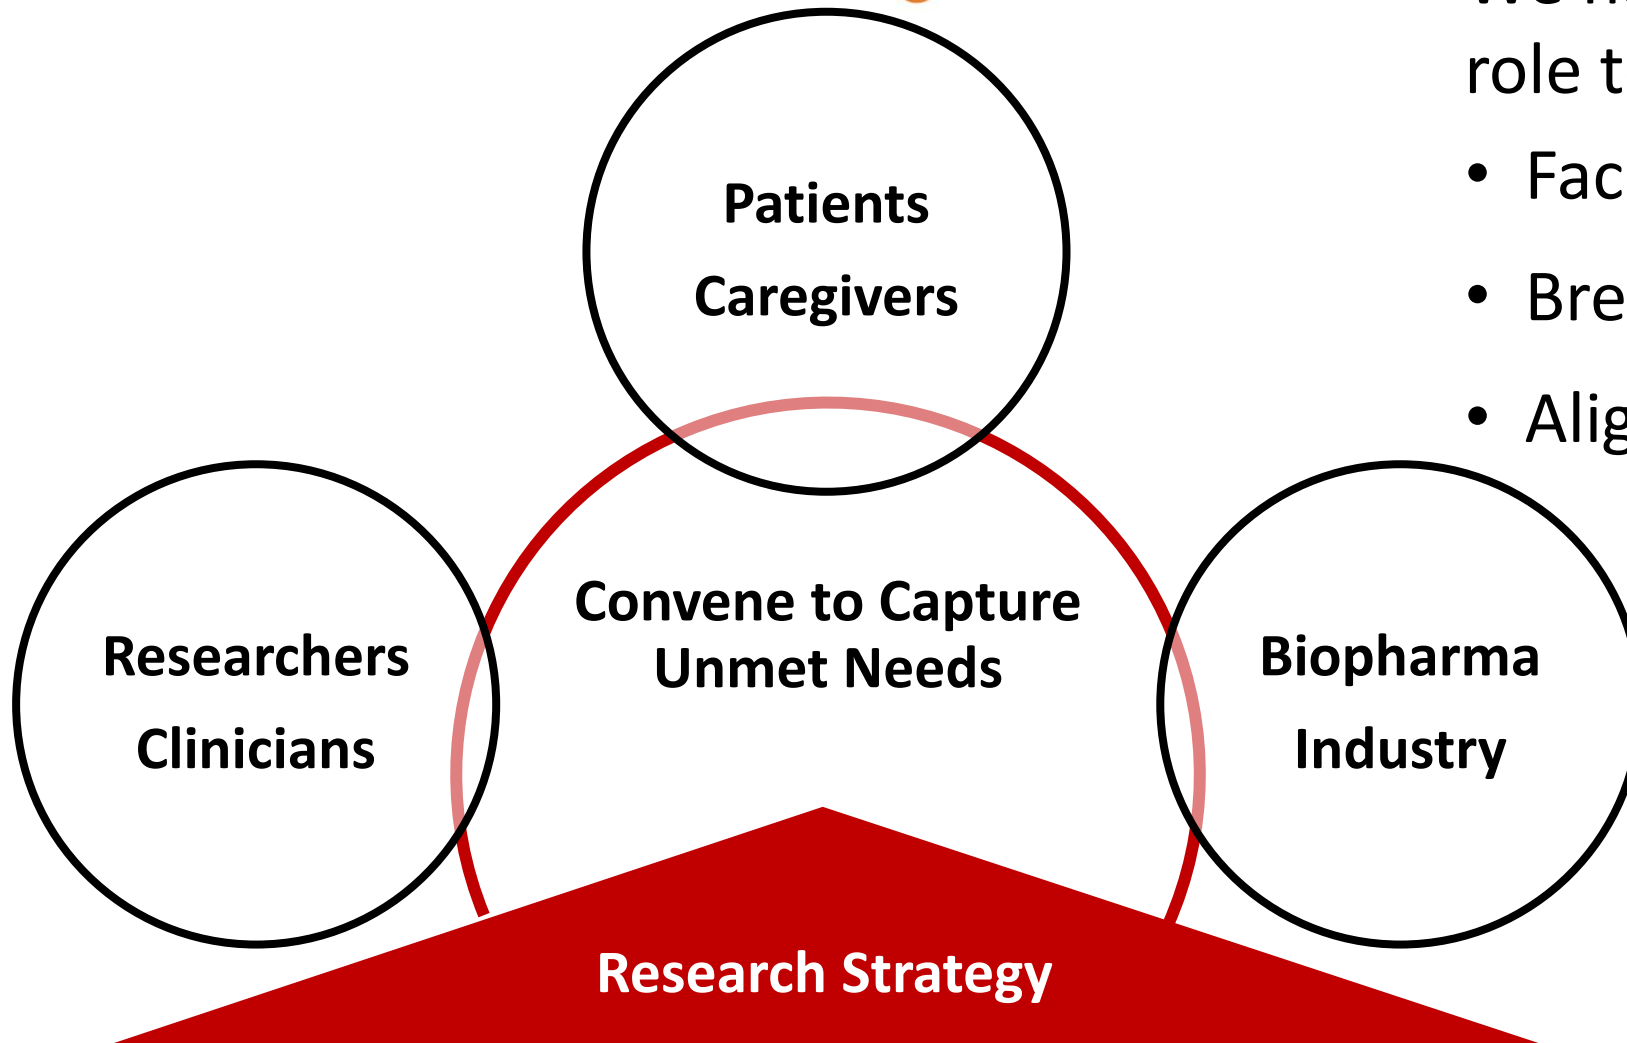 Patients
Caregivers
Convene to Capture
Unmet Needs
Researchers
Clinicians
Biopharma
Industry
Research Strategy
role t
• Fac
• Bre
• Alig